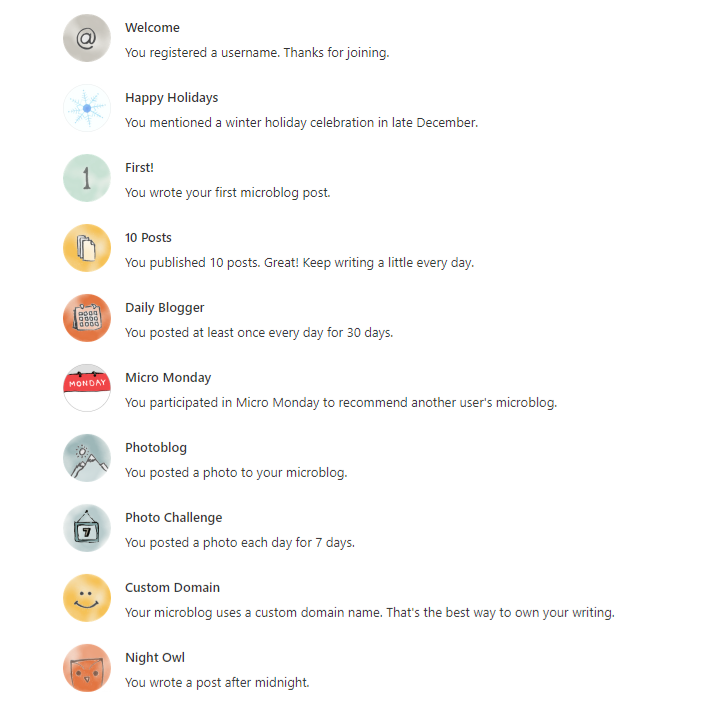 @
Welcome
You registered a username. Thanks for joining.
Happy Holidays
You mentioned a winter holiday celebration in late December.
1
First!
You wrote your first microblog post.
10 Posts
You published 10 posts. Great! Keep writing a little every day.
Daily Blogger
You posted at least once every day for 30 days.
MONDAY
Micro Monday
You participated in Micro Monday to recommend another user's microblog.
Photoblog
You posted a photo to your microblog.
7
Photo Challenge
You posted a photo each day for 7 days.
Custom Domain
Your microblog uses a custom domain name. That's the best way to own your writing.
Night Owl
You wrote a post after midnight.